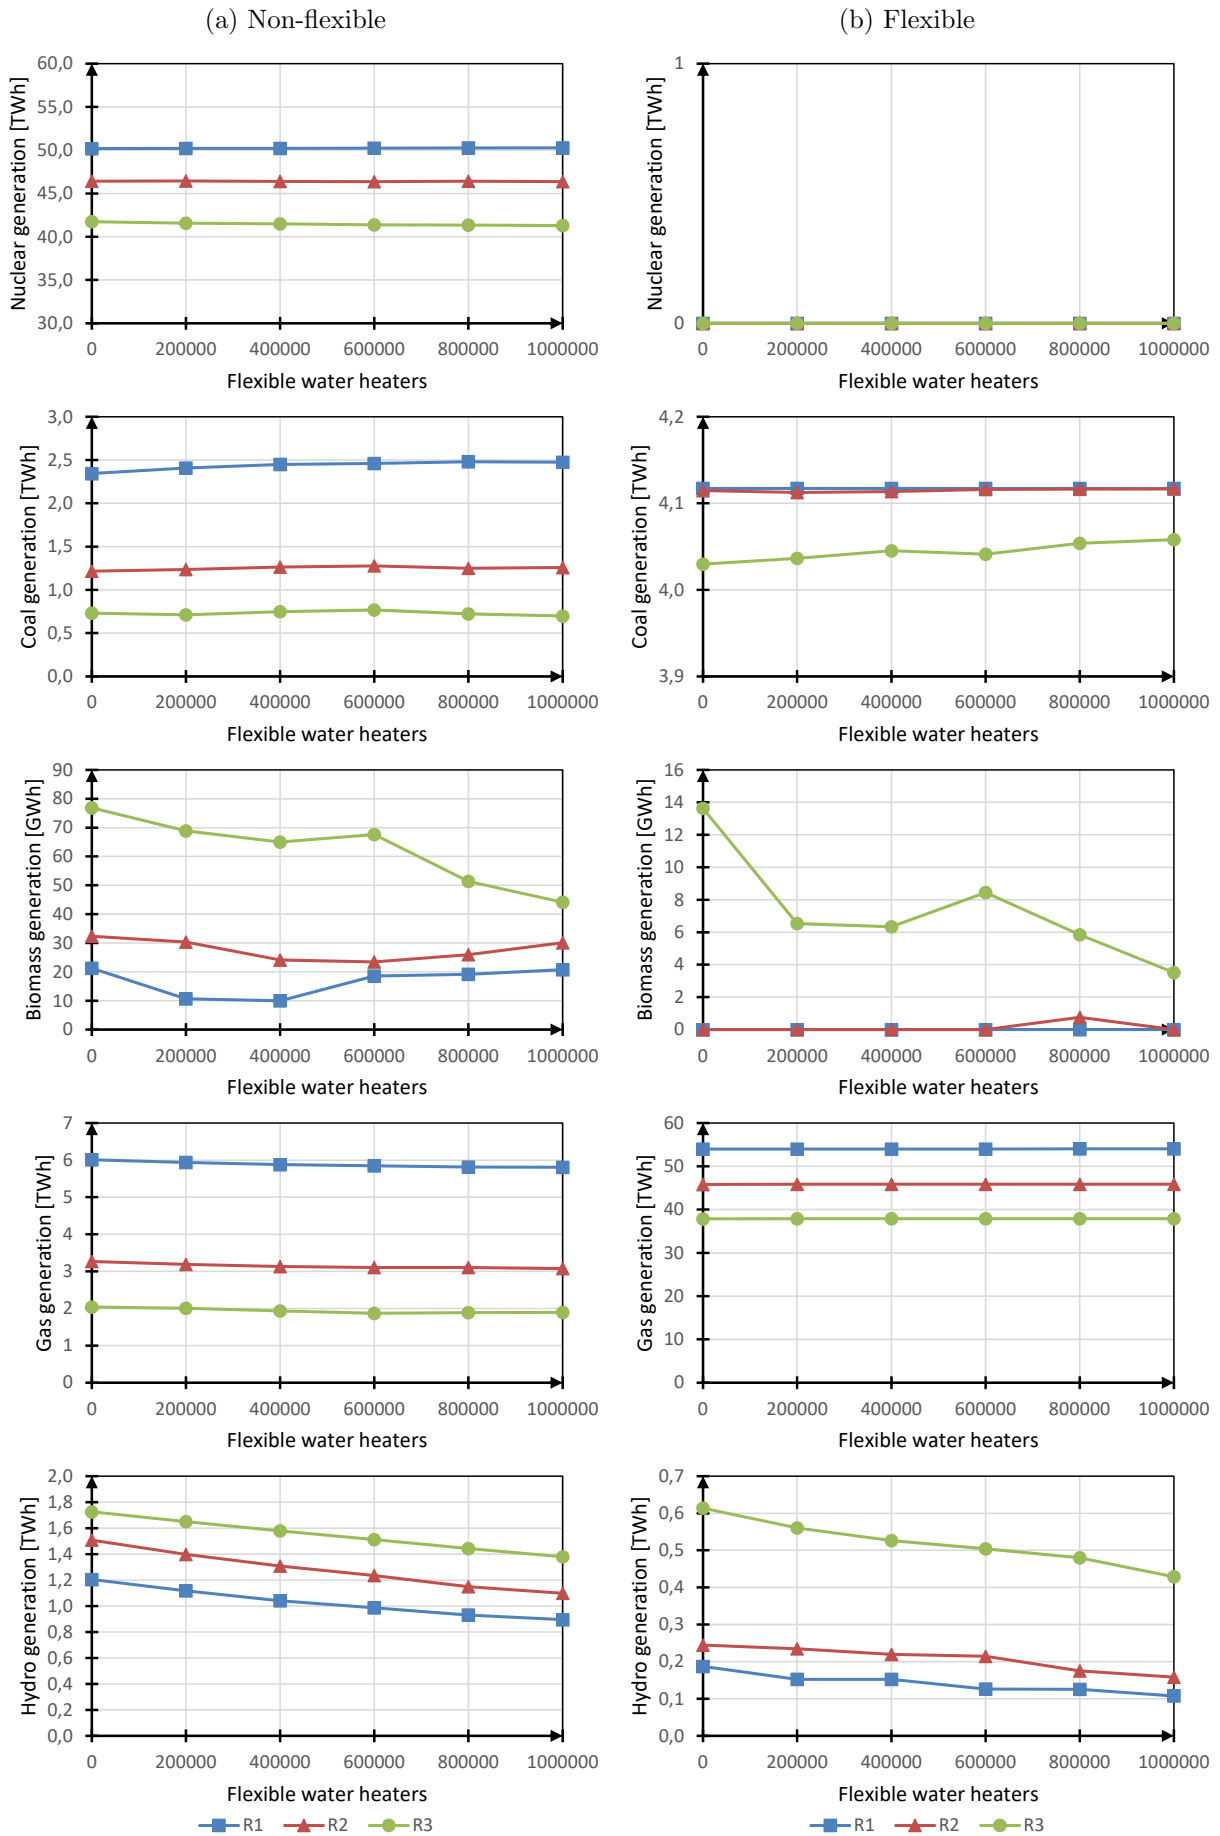 (a) Non-flexible
(b) Flexible
Nuclear generation [TWh]
60,0
55,0
50,0
45,0
40,0
35,0
30,0
0 200000 400000 600000 800000 1000000
Flexible water heaters
Nuclear generation [TWh]
1
0
0 200000 400000 600000 800000 1000000
Flexible water heaters
Coal generation [TWh]
3,0
2,5
2,0
1,5
1,0
0,5
0,0
0 200000 400000 600000 800000 1000000
Flexible water heaters
Coal generation [TWh]
4,2
4,1
4,0
3,9
0 200000 400000 600000 800000 1000000
Flexible water heaters
Biomass generation [GWh]
90
80
70
60
50
40
30
20
10
0
0 200000 400000 600000 800000 1000000
Flexible water heaters
Biomass generation [GWh]
16
14
12
10
8
6
4
2
0
0 200000 400000 600000 800000 1000000
Flexible water heaters
Gas generation [TWh]
7
6
5
4
3
2
1
0
0 200000 400000 600000 800000 1000000
Flexible water heaters
Gas generation [TWh]
60
50
40
30
20
10
0
0 200000 400000 600000 800000 1000000
Flexible water heaters
Hydro generation [TWh]
2,0
1,8
1,6
1,4
1,2
1,0
0,8
0,6
0,4
0,2
0,0
0 200000 400000 600000 800000 1000000
Flexible water heaters
R1 R2 R3
Hydro generation [TWh]
0,7
0,6
0,5
0,4
0,3
0,2
0,1
0,0
0 200000 400000 600000 800000 1000000
Flexible water heaters
R1 R2 R3